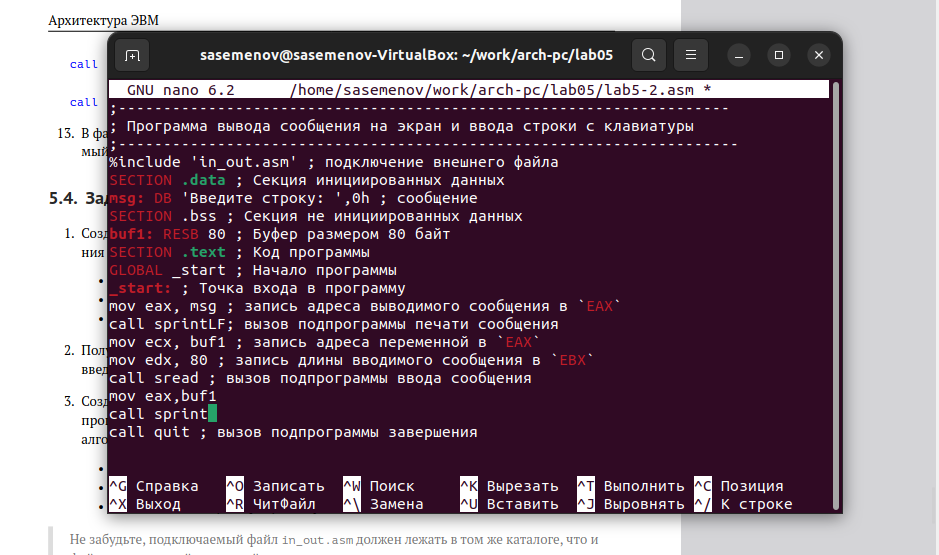 Архитектура ЭВМ
call
call
13. В фа
мый
5.4. Зад
1. Созд
ния
2. Полу
введ
3. Созд
прог
алго
sasemenov@sasemenov-VirtualBox: ~/work/arch-pc/lab05
GNU nano 6.2 /home/sasemenov/work/arch-pc/lab05/lab5-2.asm *
;---------------------------------------------------------------------
; Программа вывода сообщения на экран и ввода строки с клавиатуры
;----------------------------------------------------------------------
%include 'in_out.asm' ; подключение внешнего файла
SECTION .data ; Секция инициированных данных
msg: DB 'Введите строку: ',0h ; сообщение
SECTION .bss ; Секция не инициированных данных
buf1: RESB 80 ; Буфер размером 80 байт
SECTION .text ; Код программы
GLOBAL _start ; Начало программы
_start: ; Точка входа в программу
mov eax, msg ; запись адреса выводимого сообщения в `EAX`
call sprintLF; вызов подпрограммы печати сообщения
mov ecx, buf1 ; запись адреса переменной в `EAX`
mov edx, 80 ; запись длины вводимого сообщения в `EBX`
call sread ; вызов подпрограммы ввода сообщения
mov eax,buf1
call sprint
call quit ; вызов подпрограммы завершения
^G Справка ^O Записать ^W Поиск ^K Вырезать ^T Выполнить ^C Позиция
^X Выход ^R ЧитФайл ^\ Замена ^U Вставить ^J Выровнять ^/ К строке
Не забудьте, подключаемый файл in_out.asm должен лежать в том же каталоге, что и